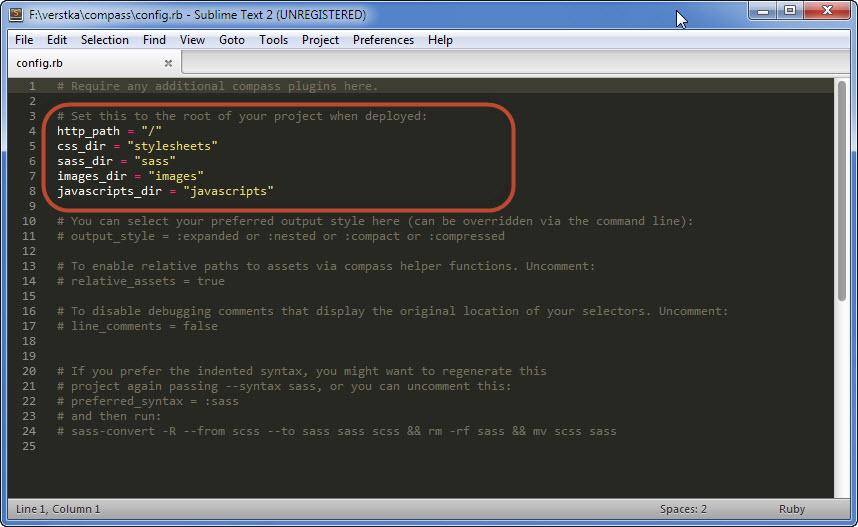 F:\verstka\compass\config.rb - Sublime Text 2 (UNREGISTERED)
File Edit Selection Find View Goto Tools Project Preferences Help
config.rb
1 # Require any additional compass plugins here.
2
3 # Set this to the root of your project when deployed:
4 http_path = "/"
5 css_dir = "stylesheets"
6 sass_dir = "sass"
7 images_dir = "images"
8 javascripts_dir = "javascripts"
9
10 # You can select your preferred output style here (can be overridden via the command line):
11 # output_style = :expanded or :nested or :compact or :compressed
12
13 # To enable relative paths to assets via compass helper functions. Uncomment:
14 # relative_assets = true
15
16 # To disable debugging comments that display the original location of your selectors. Uncomment:
17 # line_comments = false
18
19
20 # If you prefer the indented syntax, you might want to regenerate this
21 # project again passing --syntax sass, or you can uncomment this:
22 # preferred_syntax = :sass
23 # and then run:
24 # sass-convert -R --from scss --to sass sass scss && rm -rf sass && mv scss sass
25
Line 1, Column 1 Spaces: 2 Ruby